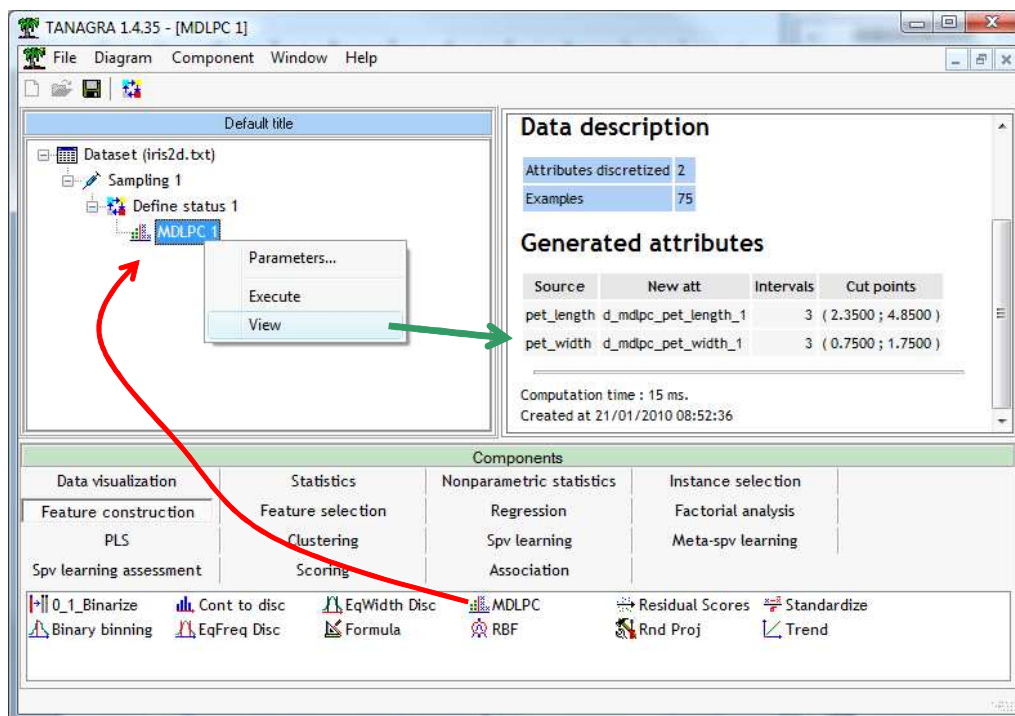 TANAGRA 1.4.35 - [MDLPC 1]
File Diagram Component Window Help
Default title
Dataset (iris2d.txt)
Sampling 1
Define status 1
MDLPC 1
Parameters...
Execute
View
Data description
Attributes discretized 2
Examples 75
Generated attributes
Source New att Intervals Cut points
pet_length d_mdlpc_pet_length_1 3 ( 2.3500 ; 4.8500 )
pet_width d_mdlpc_pet_width_1 3 ( 0.7500 ; 1.7500 )
Computation time : 15 ms.
Created at 21/01/2010 08:52:36
Components
Data visualization Statistics Nonparametric statistics Instance selection
Feature construction Feature selection Regression Factorial analysis
PLS Clustering Spv learning Meta-spv learning
Spv learning assessment Scoring Association
0_1_Binarize Cont to disc EqWidth Disc MDLPC Residual Scores Standardize
Binary binning EqFreq Disc Formula RBF Rnd Proj Trend